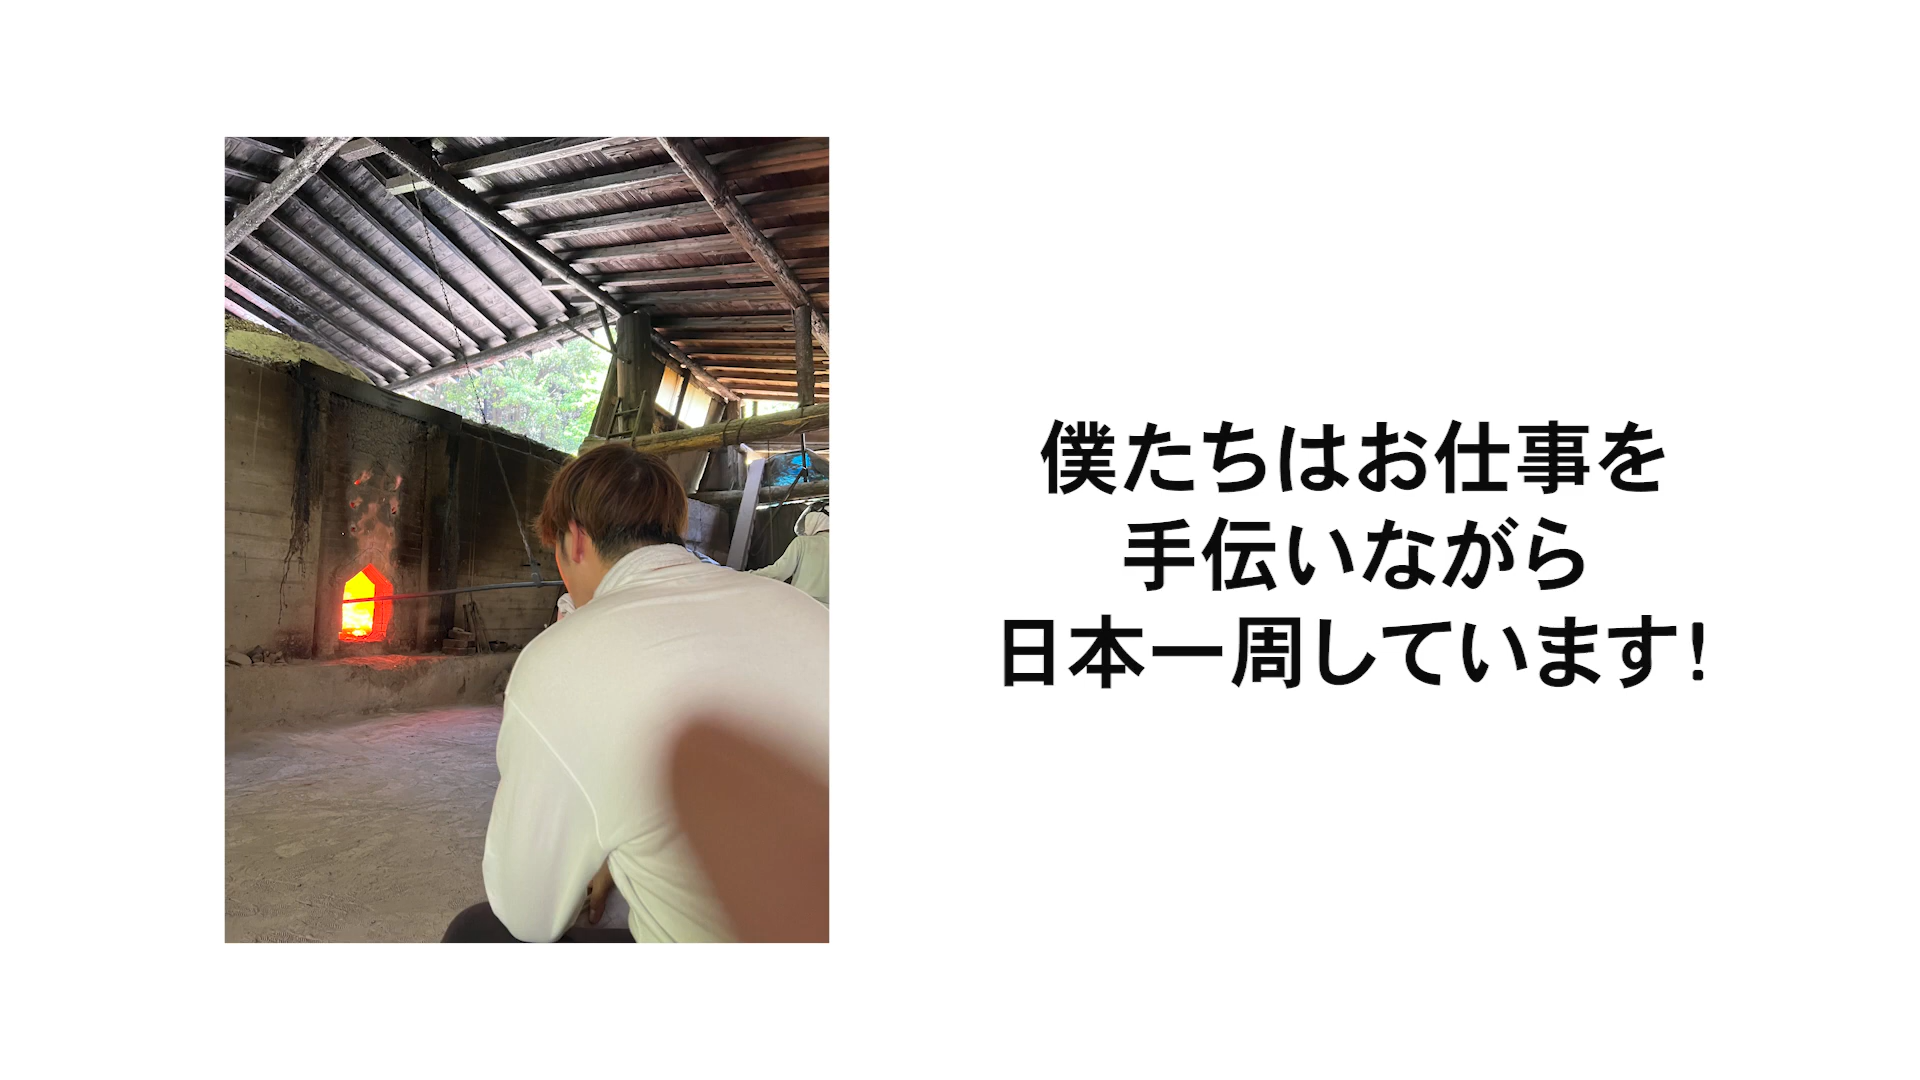 僕たちはお仕事を
手伝いながら
日本一周しています!